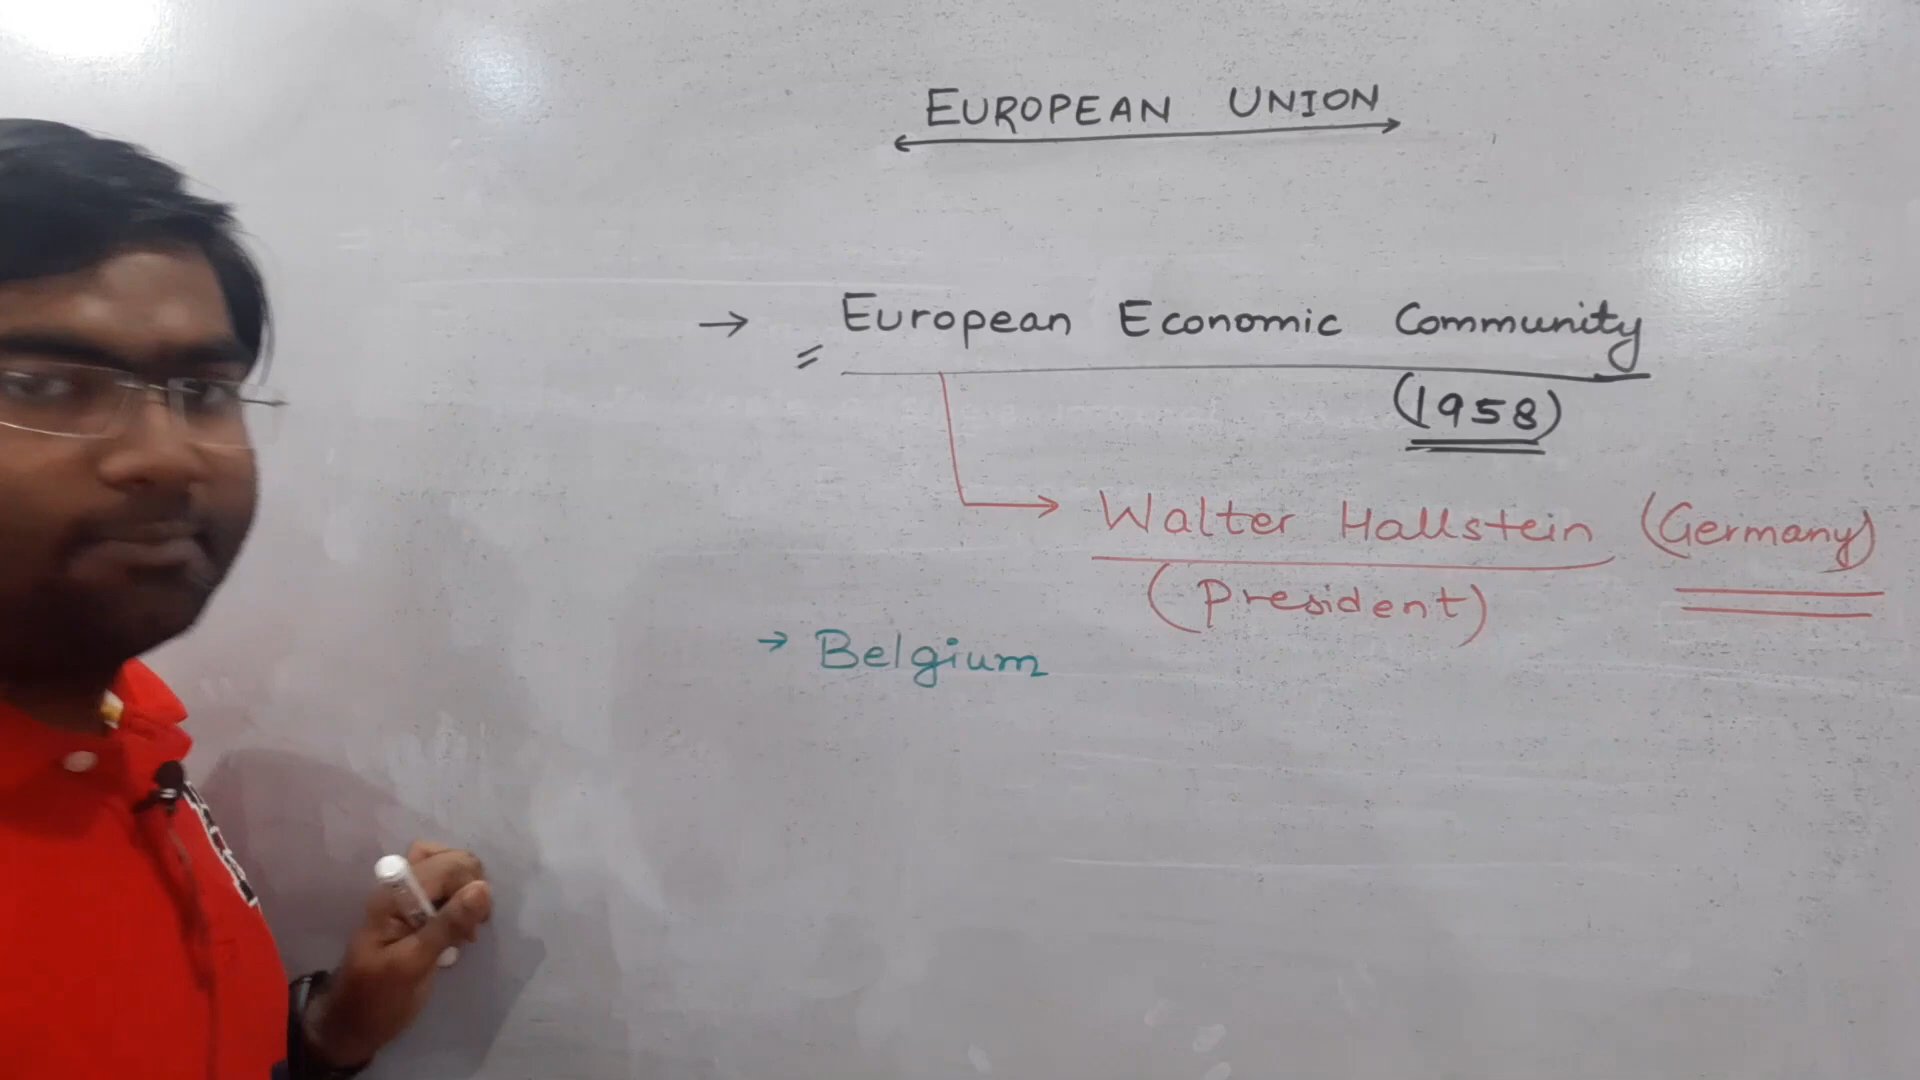 EUROPEAN UNION
→ European Economic Community
(1958)
→ Walter Hallstein (Germany)
(President)
→ Belgium